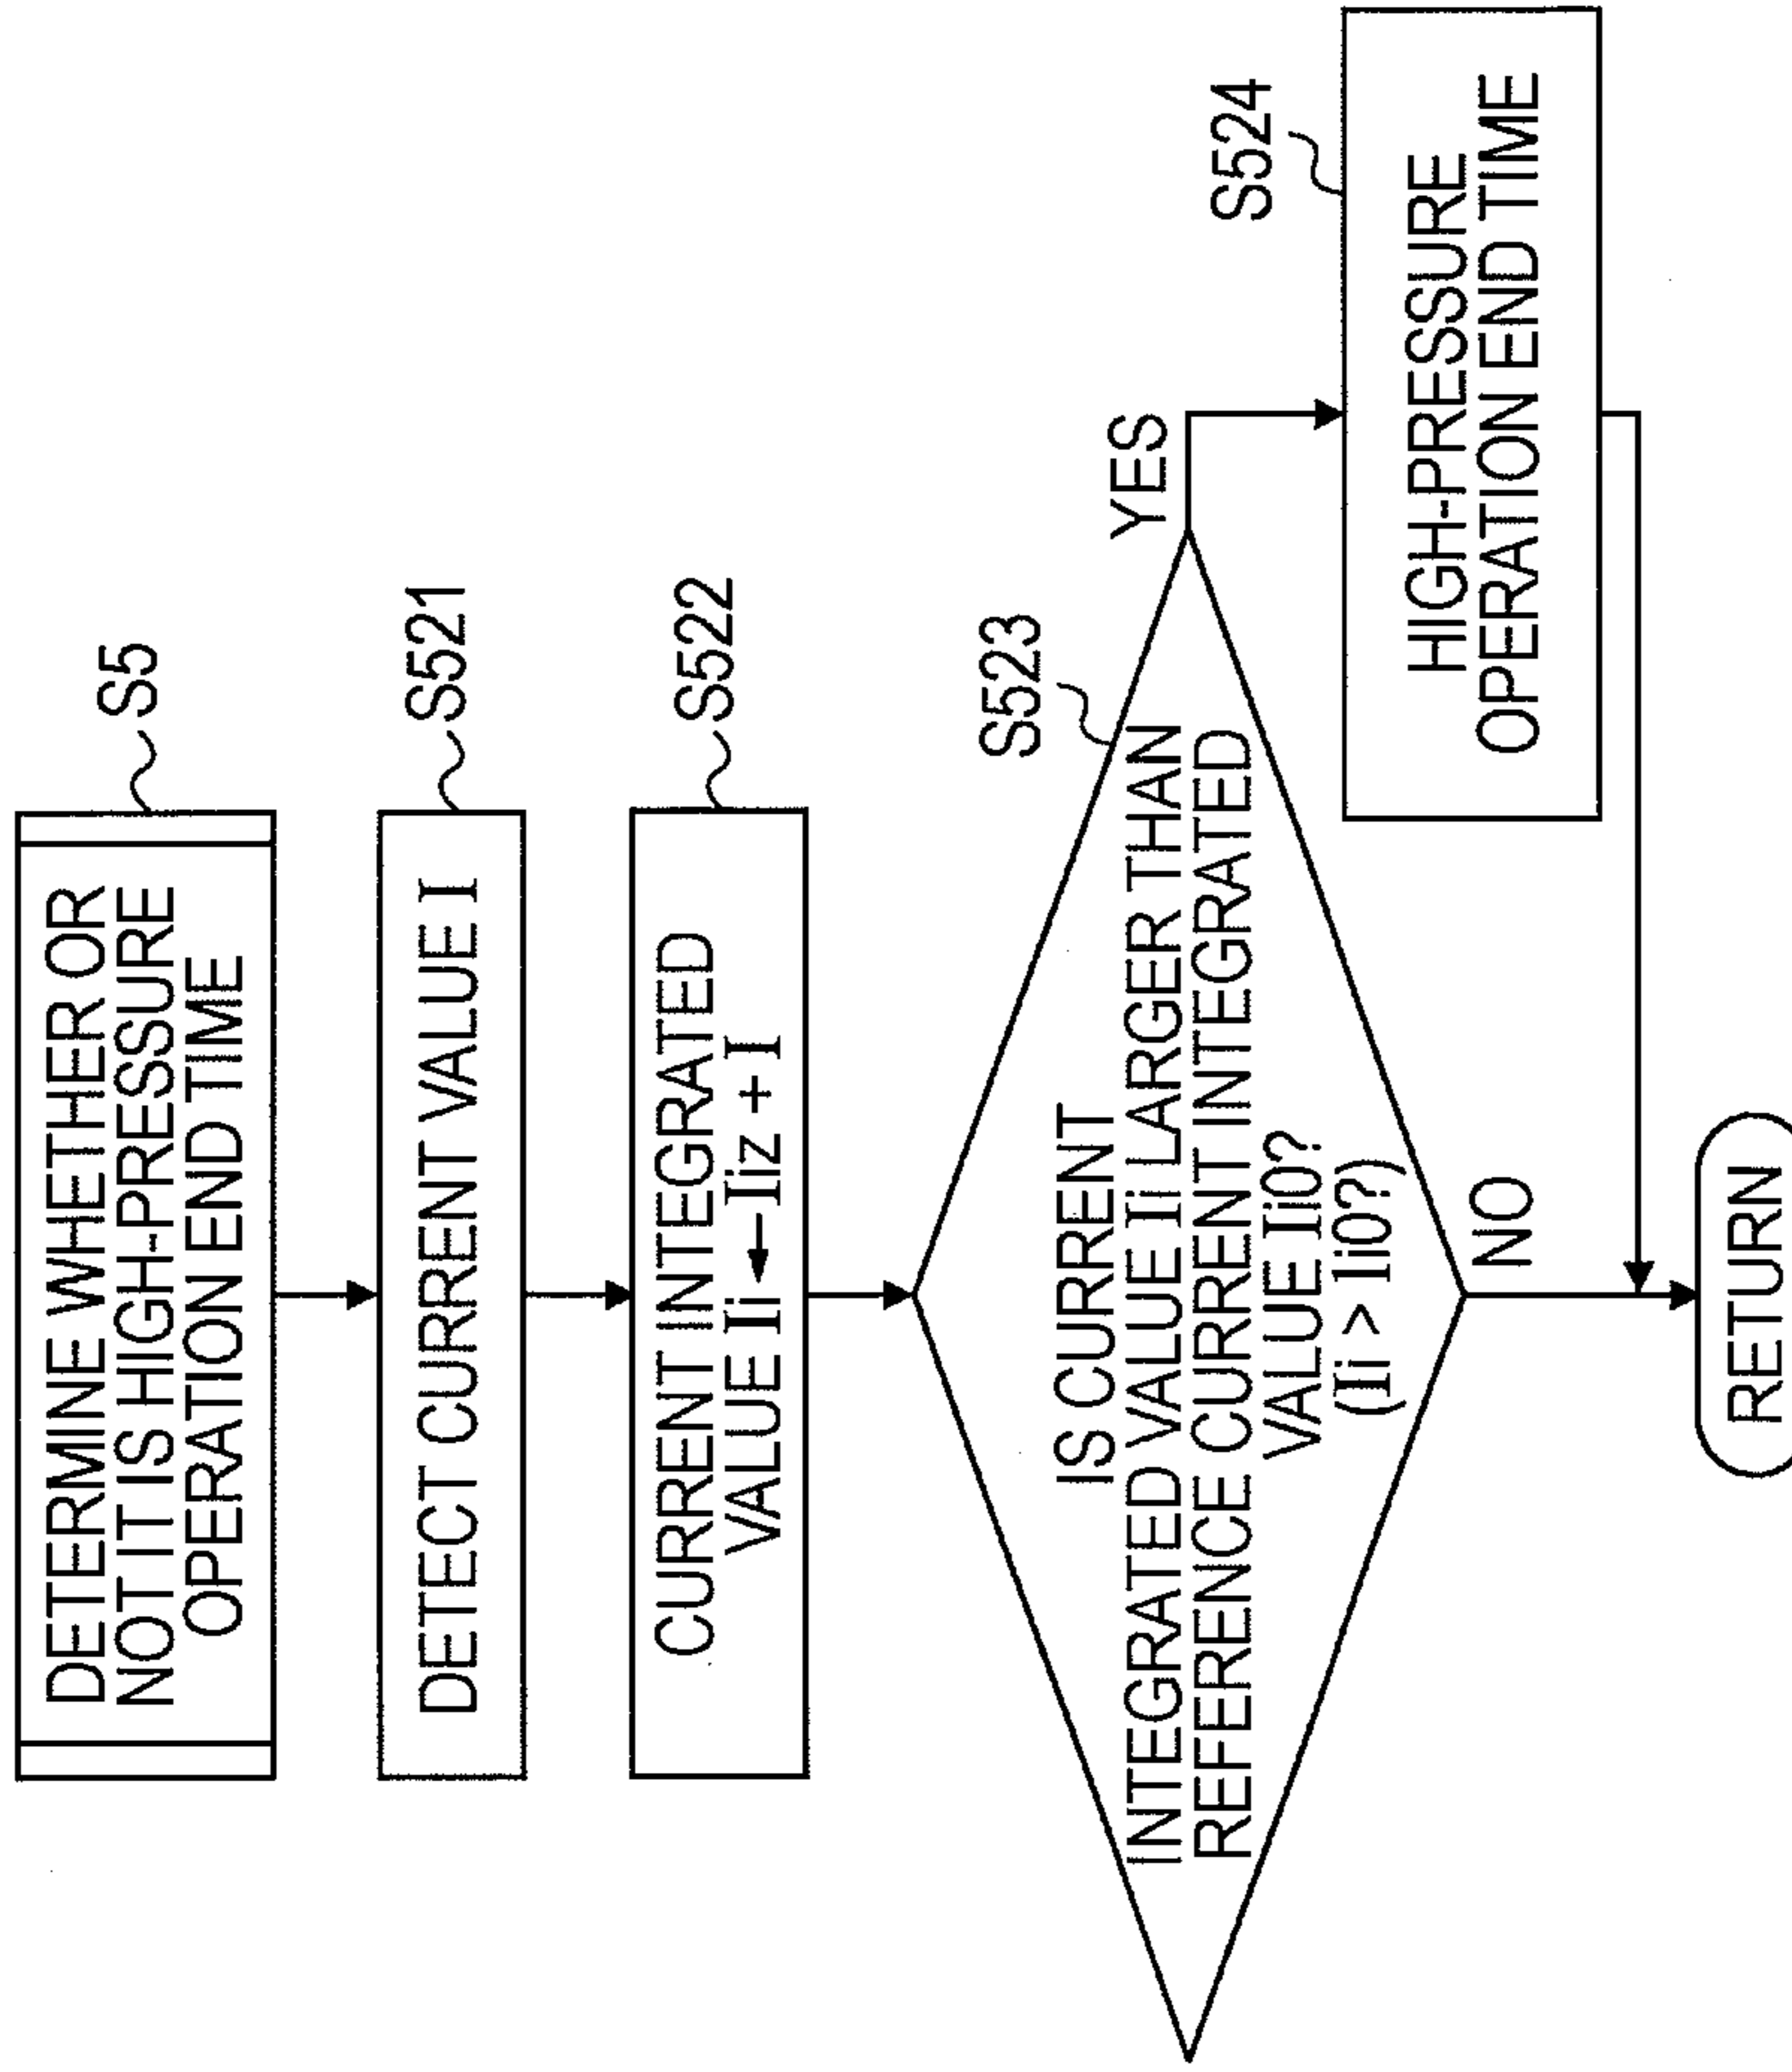 DETERMINE WHETHER OR
NOT IT IS HIGH-PRESSURE
OPERATION END TIME
S5
DETECT CURRENT VALUE I
S521
CURRENT INTEGRATED
VALUE Ii ← Iiz + I
S522
S523
IS CURRENT
INTEGRATED VALUE Ii LARGER THAN
REFERENCE CURRENT INTEGRATED
VALUE Ii0?
(Ii > Ii0?)
YES
S524
HIGH-PRESSURE
OPERATION END TIME
NO
RETURN